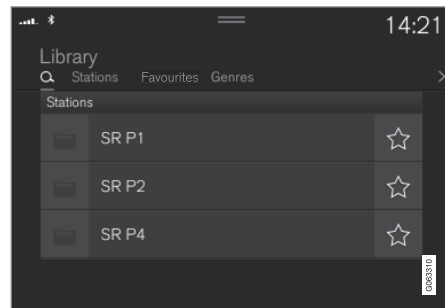 14:21
Library
Stations Favourites Genres
Stations
SR P1
SR P2
SR P4
G063310